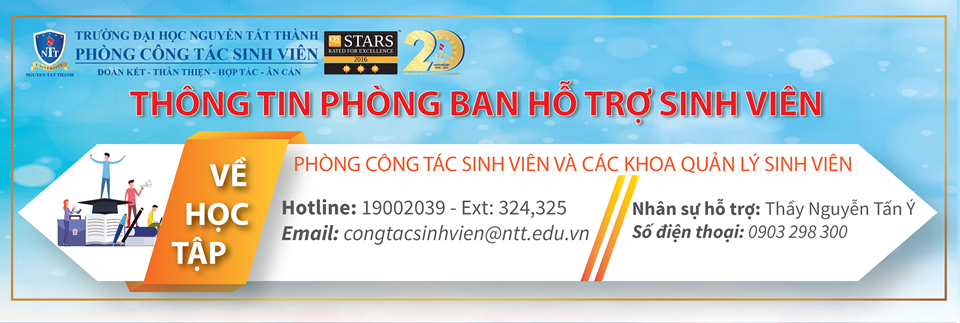 TRƯỜNG ĐẠI HỌC NGUYỄN TẤT THÀNH
PHÒNG CÔNG TÁC SINH VIÊN
ĐOÀN KẾT - THÂN THIỆN - HỢP TÁC - ÂN CẦN
NTT
NGUYEN TAT THANH
QS
STARS
RATED FOR EXCELLENCE
2016
20
THÔNG TIN PHÒNG BAN HỖ TRỢ SINH VIÊN
VỀ
HỌC
TẬP
PHÒNG CÔNG TÁC SINH VIÊN VÀ CÁC KHOA QUẢN LÝ SINH VIÊN
Hotline: 19002039 - Ext: 324,325
Email: congtacsinhvien@ntt.edu.vn
Nhân sự hỗ trợ: Thầy Nguyễn Tấn Ý
Số điện thoại: 0903 298 300